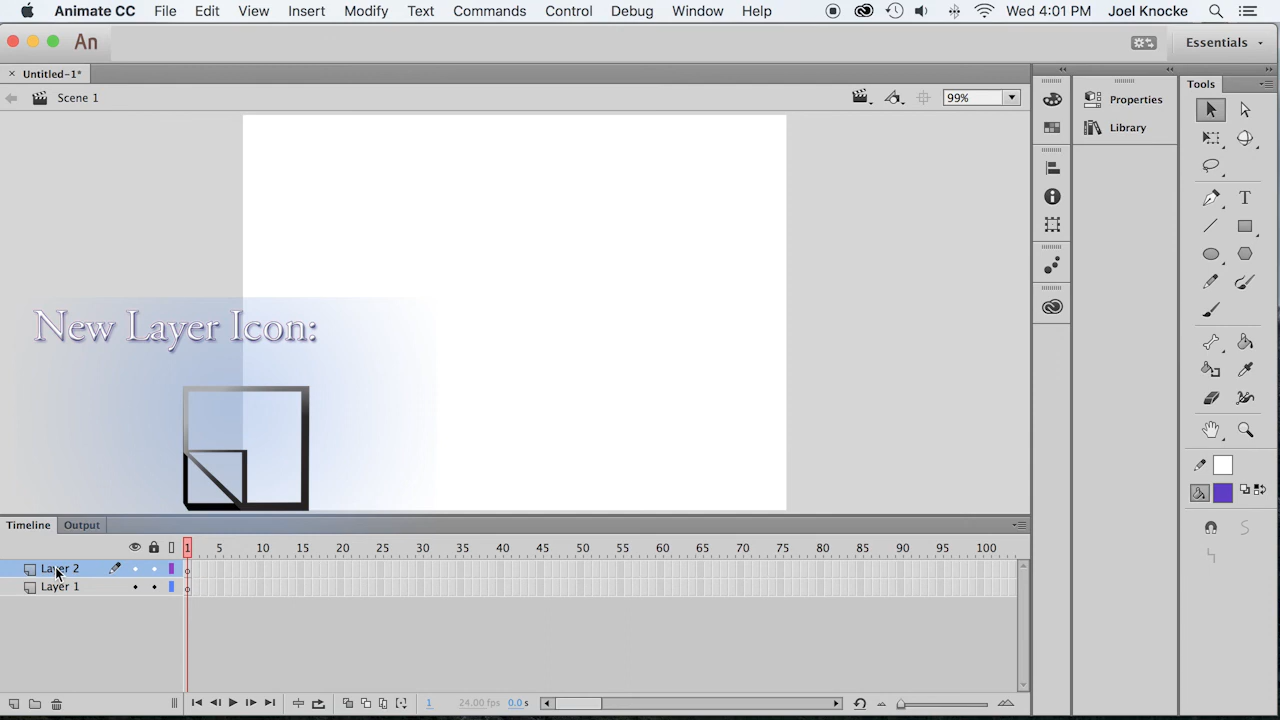 Animate CC File Edit View Insert Modify Text Commands Control Debug Window Help Wed 4:01 PM Joel Knocke
An Essentials
× Untitled-1*
Scene 1 99%
Tools
Properties
Library
T
New Layer Icon:
Timeline Output
1 5 10 15 20 25 30 35 40 45 50 55 60 65 70 75 80 85 90 95 100
Layer 2
Layer 1
1 24.00 fps 0.0 s